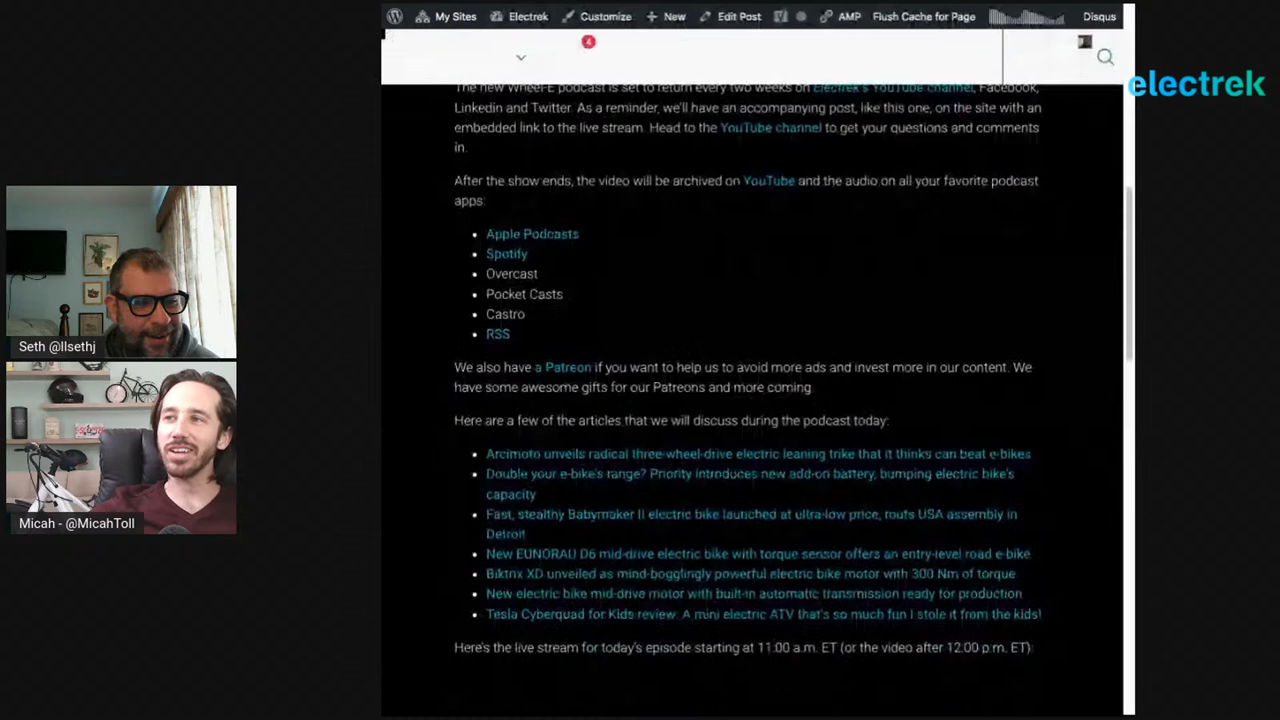 My Sites Electrek Customize New Edit Post AMP Flush Cache for Page Disqus
4
electrek
The new Wheel-E podcast is set to return every two weeks on Electrek's YouTube channel, Facebook,
Linkedin and Twitter. As a reminder, we'll have an accompanying post, like this one, on the site with an
embedded link to the live stream. Head to the YouTube channel to get your questions and comments
in.
After the show ends, the video will be archived on YouTube and the audio on all your favorite podcast
apps:
Apple Podcasts
Spotify
Overcast
Pocket Casts
Castro
RSS
We also have a Patreon if you want to help us to avoid more ads and invest more in our content. We
have some awesome gifts for our Patreons and more coming.
Here are a few of the articles that we will discuss during the podcast today:
Arcimoto unveils radical three-wheel-drive electric leaning trike that it thinks can beat e-bikes
Double your e-bike's range? Priority introduces new add-on battery, bumping electric bike's
capacity
Fast, stealthy Babymaker II electric bike launched at ultra-low price, touts USA assembly in
Detroit
New EUNORAU D6 mid-drive electric bike with torque sensor offers an entry-level road e-bike
Biktrix XD unveiled as mind-bogglingly powerful electric bike motor with 300 Nm of torque
New electric bike mid-drive motor with built-in automatic transmission ready for production
Tesla Cyberquad for Kids review: A mini electric ATV that's so much fun I stole it from the kids!
Here's the live stream for today's episode starting at 11:00 a.m. ET (or the video after 12:00 p.m. ET):
Seth @llsethj
Micah - @MicahToll